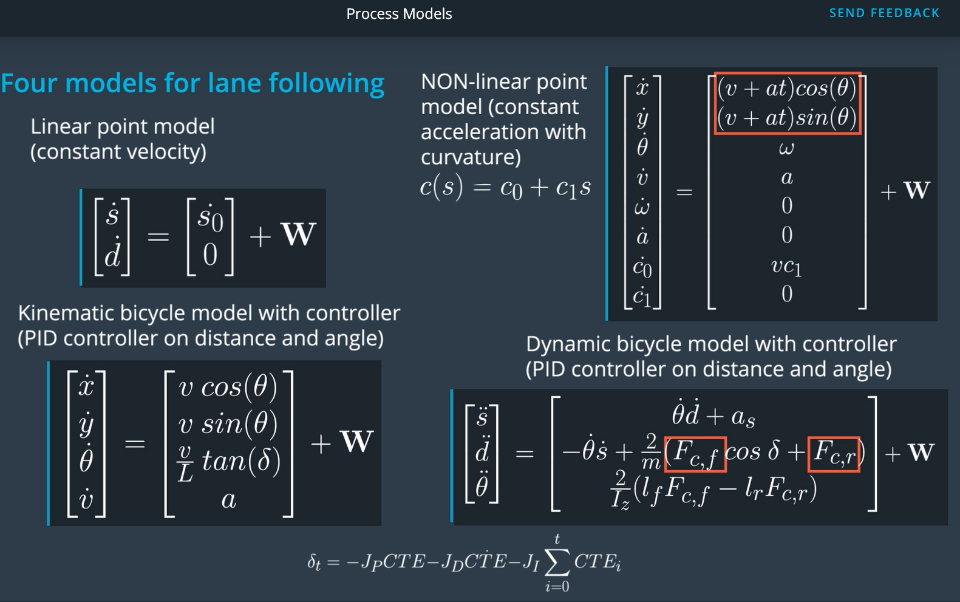 Process Models
SEND FEEDBACK
Four models for lane following
Linear point model
(constant velocity)
[ṡ ḋ] = [ṡ₀ 0] + W
NON-linear point
model (constant
acceleration with
curvature)
c(s) = c₀ + c₁s
[ẋ ẏ θ̇ v̇ ω̇ ȧ ċ₀ ċ₁] = [(v + at)cos(θ) (v + at)sin(θ) ω a 0 0 vc₁ 0] + W
Kinematic bicycle model with controller
(PID controller on distance and angle)
[ẋ ẏ θ̇ v̇] = [v cos(θ) v sin(θ) v/L tan(δ) a] + W
Dynamic bicycle model with controller
(PID controller on distance and angle)
[s̈ d̈ θ̈] = [θ̇ḋ + aₛ −θ̇ṡ + 2/m(F_{c,f} cos δ + F_{c,r}) 2/I_z(l_f F_{c,f} − l_r F_{c,r})] + W
δ_t = −J_P CTE − J_D CṪE − J_I ∑_{i=0}^{t} CTE_i